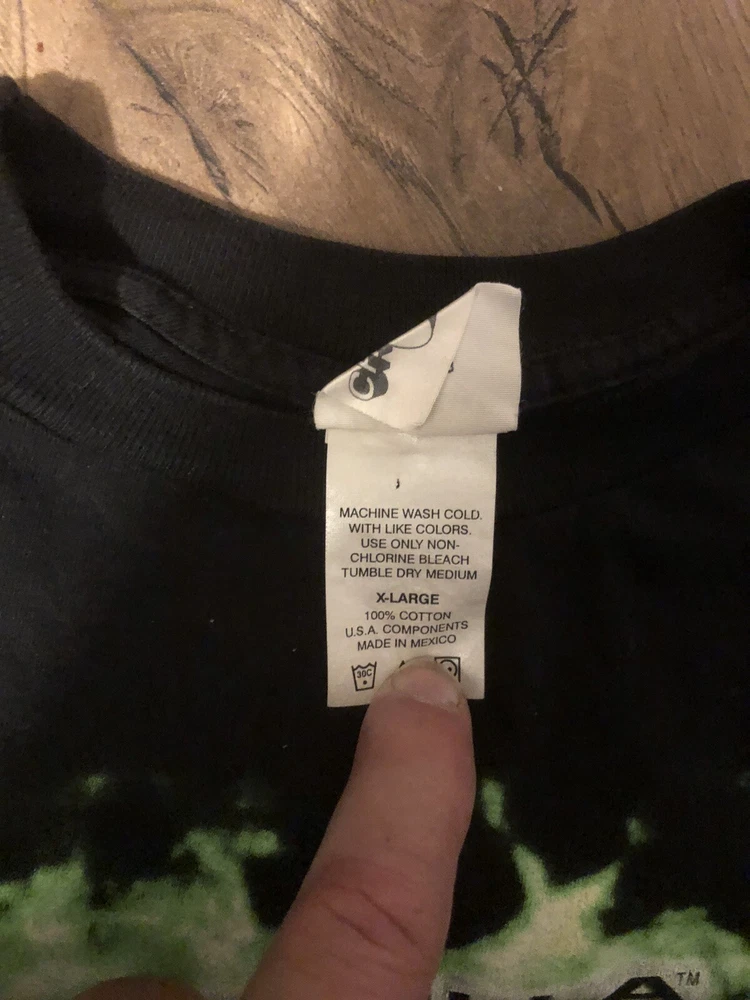 MACHINE WASH COLD.
WITH LIKE COLORS.
USE ONLY NON-
CHLORINE BLEACH
TUMBLE DRY MEDIUM
X-LARGE
100% COTTON
U.S.A. COMPONENTS
MADE IN MEXICO
30C
TM